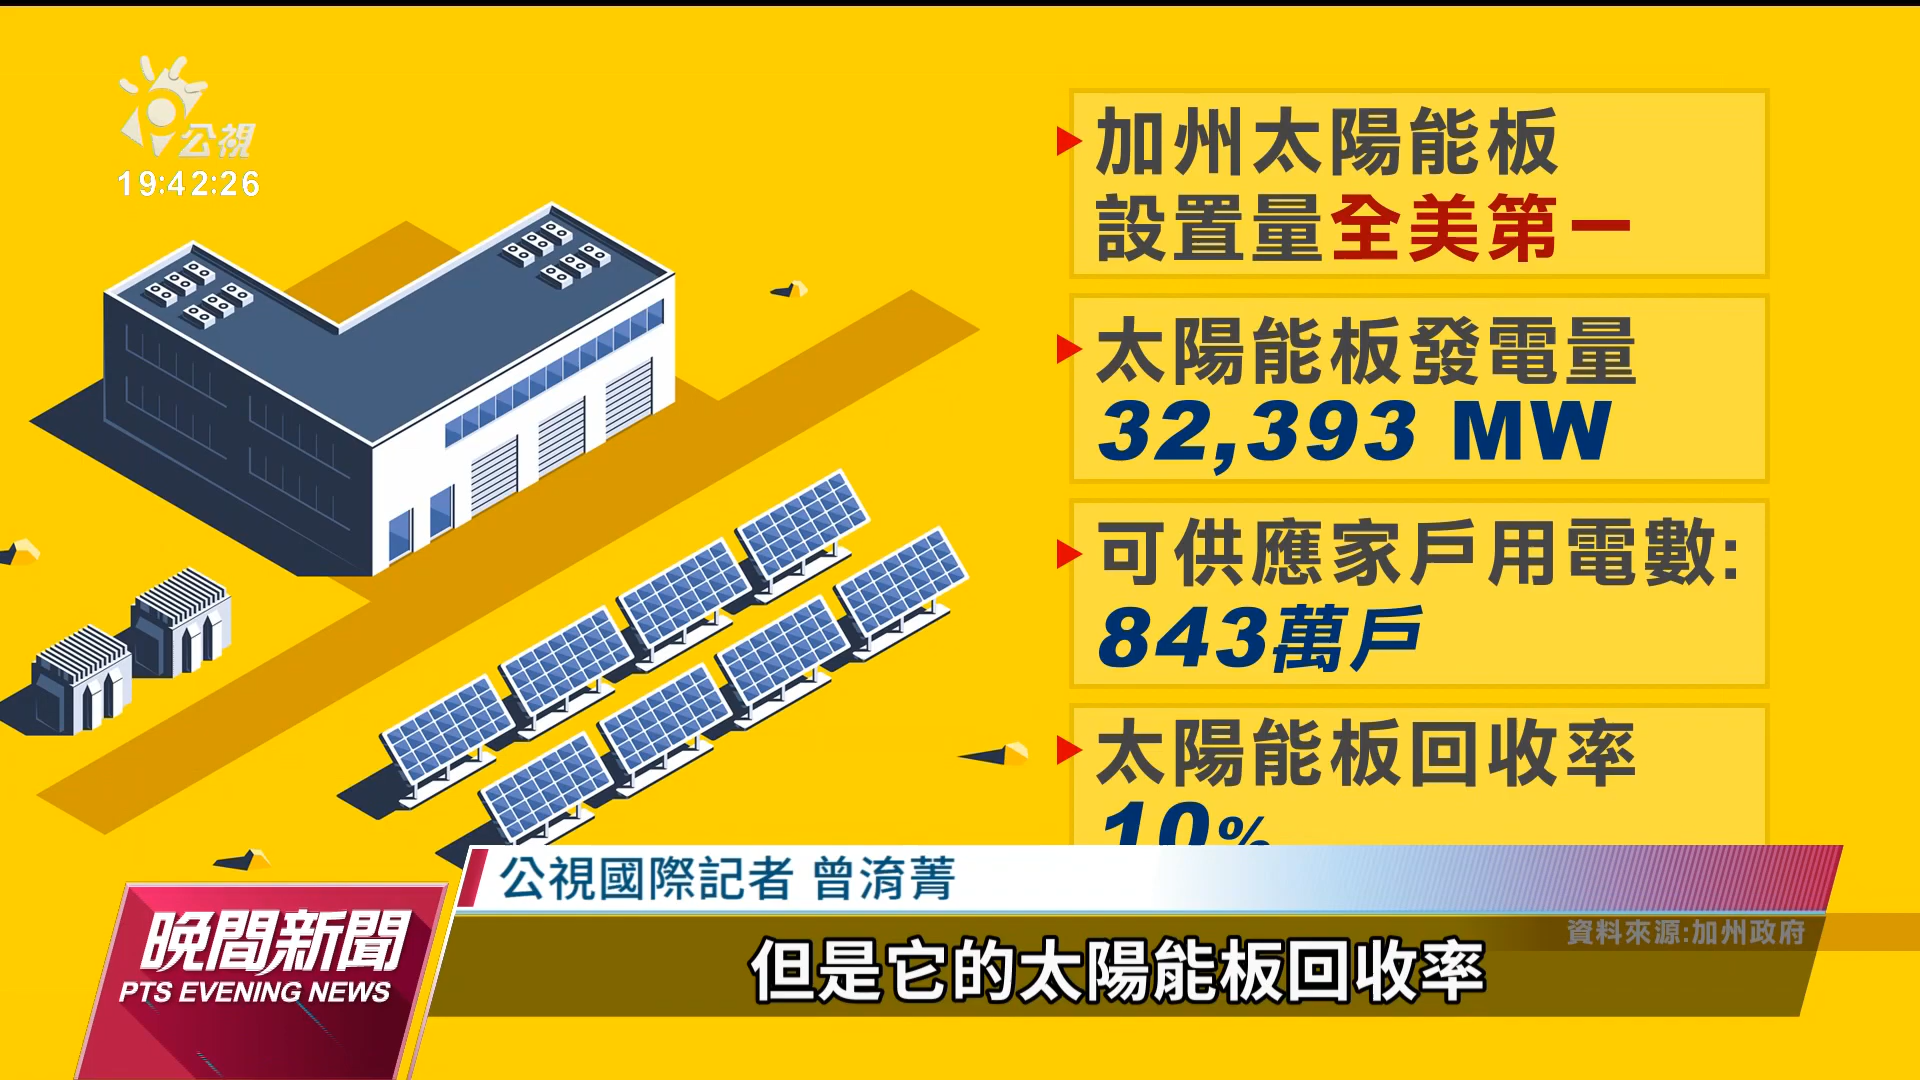 公視
19:42:26
加州太陽能板
設置量全美第一
太陽能板發電量
32,393 MW
可供應家戶用電數:
843萬戶
太陽能板回收率
10%
公視國際記者 曾淯菁
資料來源:加州政府
但是它的太陽能板回收率
晚間新聞
PTS EVENING NEWS